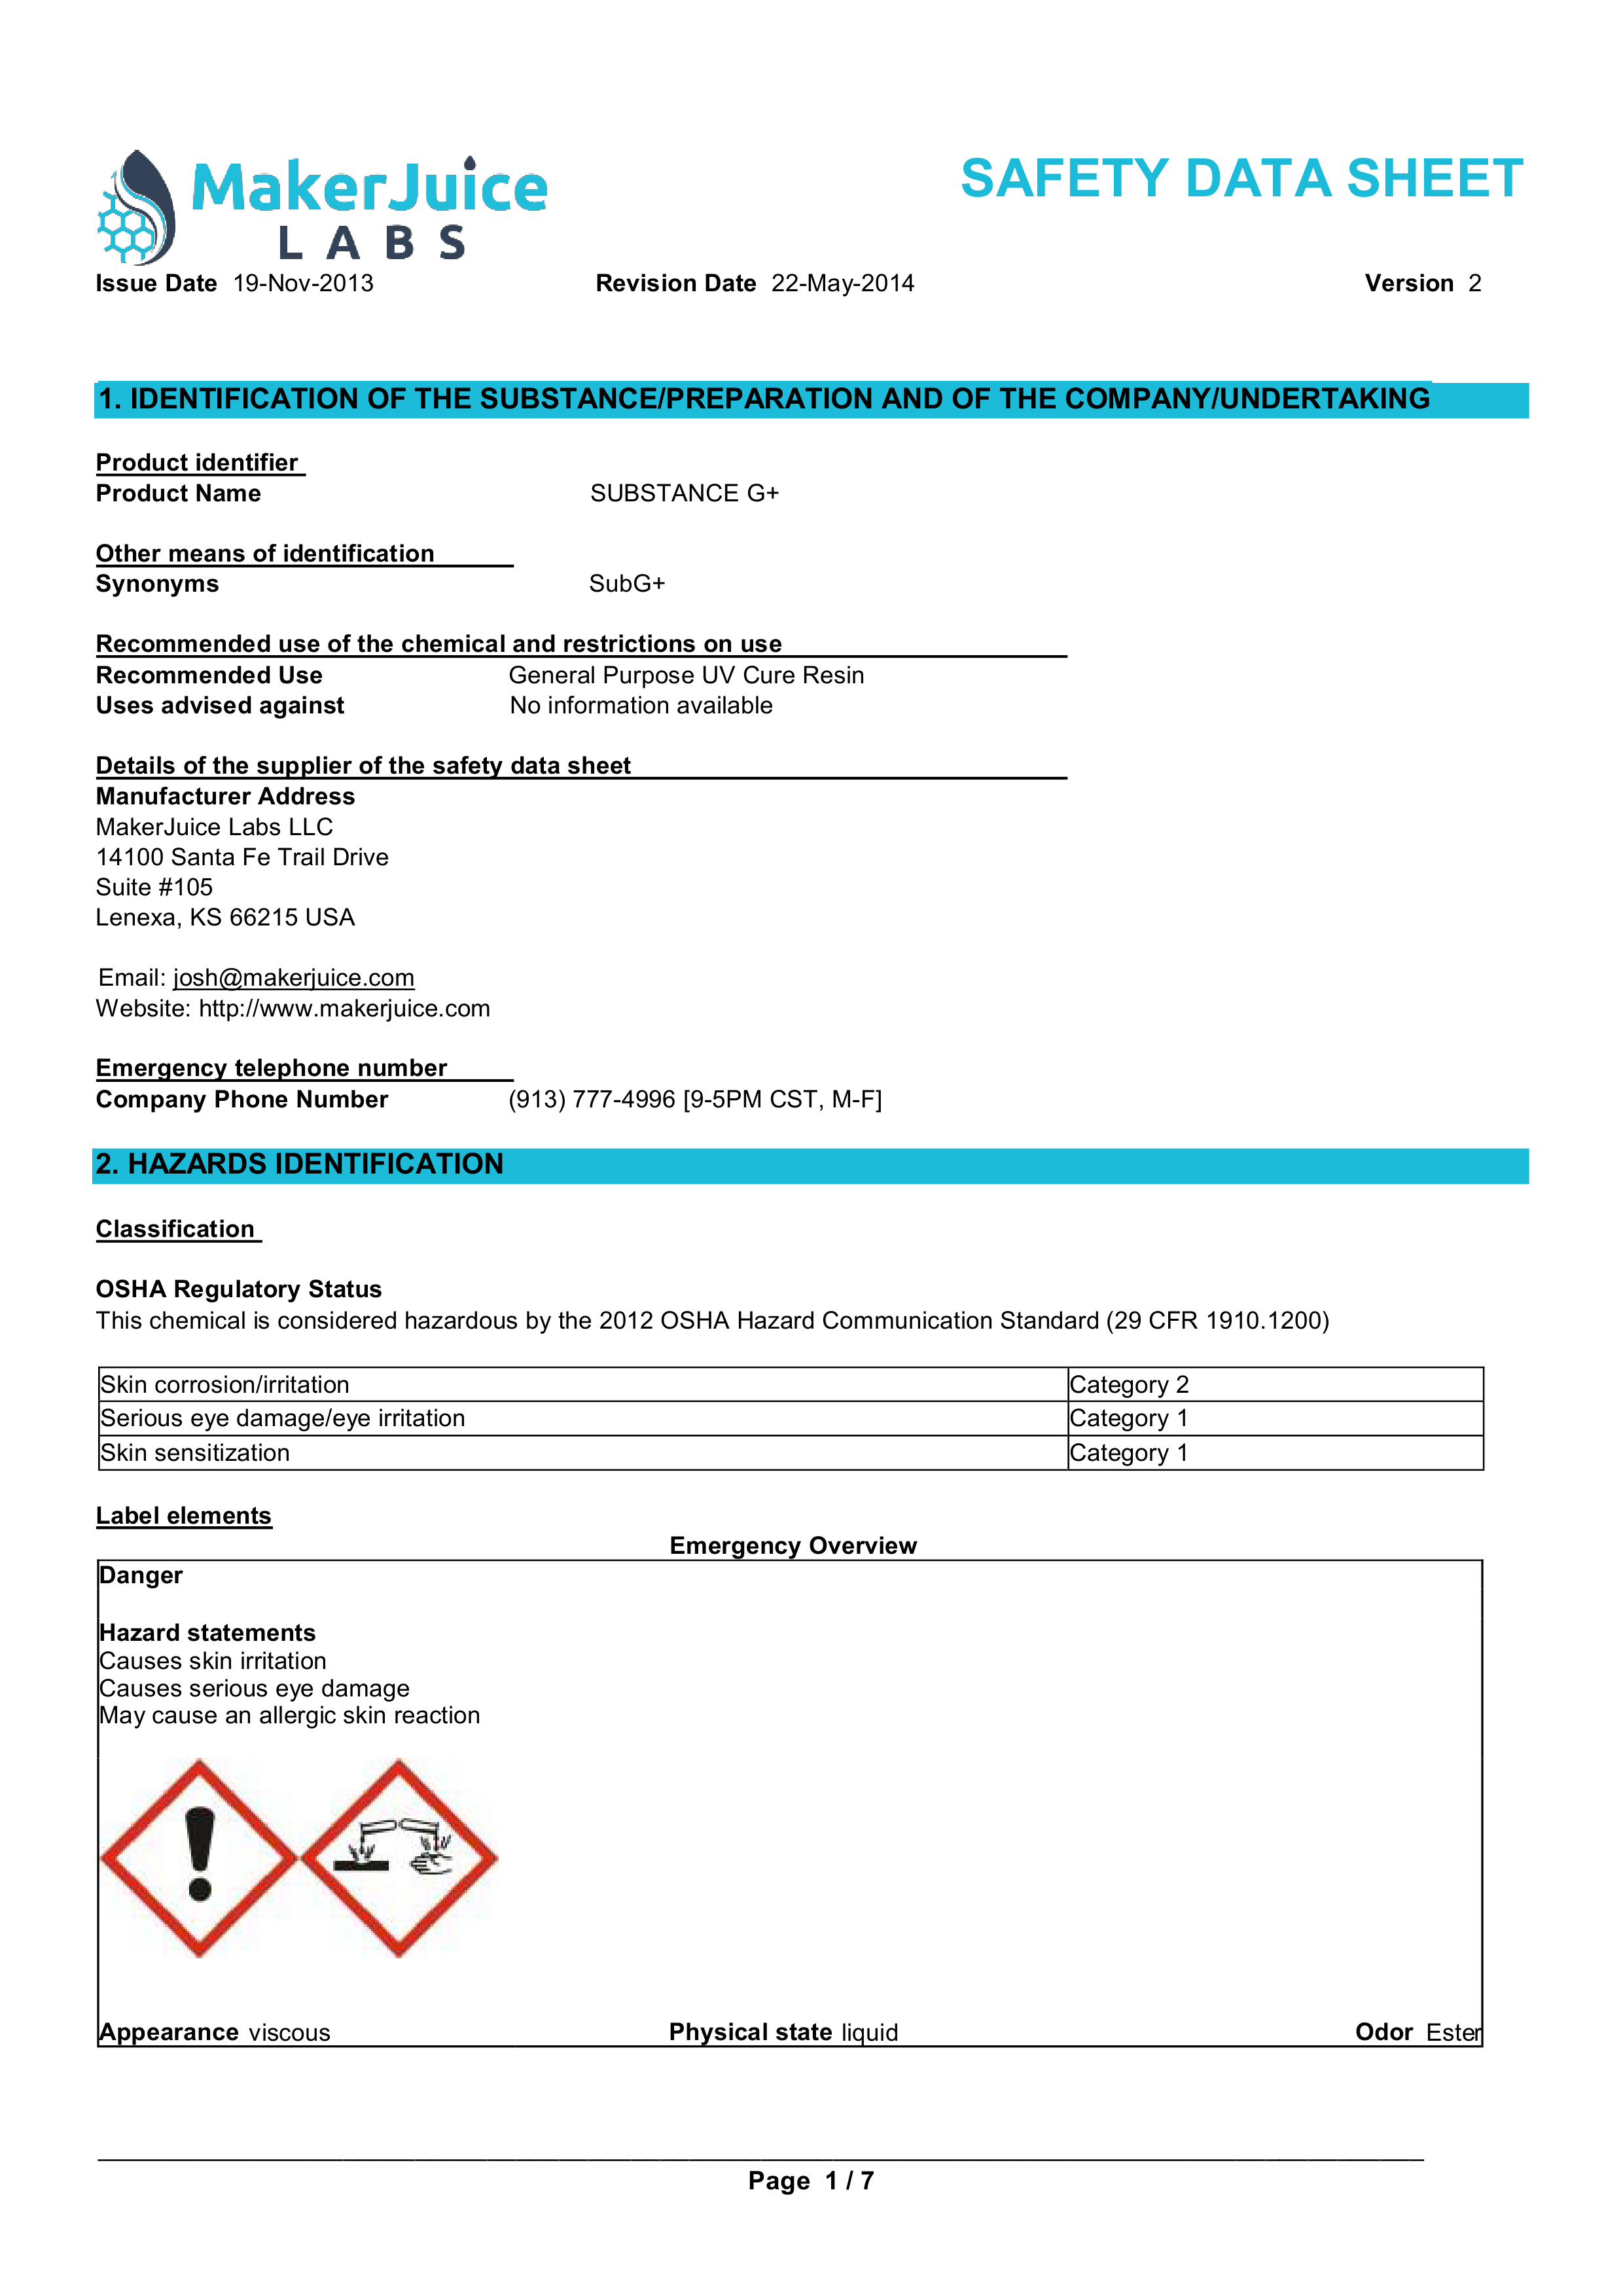 MakerJuice
LABS
SAFETY DATA SHEET
Issue Date 19-Nov-2013 Revision Date 22-May-2014 Version 2
1. IDENTIFICATION OF THE SUBSTANCE/PREPARATION AND OF THE COMPANY/UNDERTAKING
Product identifier
Product Name SUBSTANCE G+
Other means of identification
Synonyms SubG+
Recommended use of the chemical and restrictions on use
Recommended Use General Purpose UV Cure Resin
Uses advised against No information available
Details of the supplier of the safety data sheet
Manufacturer Address
MakerJuice Labs LLC
14100 Santa Fe Trail Drive
Suite #105
Lenexa, KS 66215 USA
Email: josh@makerjuice.com
Website: http://www.makerjuice.com
Emergency telephone number
Company Phone Number (913) 777-4996 [9-5PM CST, M-F]
2. HAZARDS IDENTIFICATION
Classification
OSHA Regulatory Status
This chemical is considered hazardous by the 2012 OSHA Hazard Communication Standard (29 CFR 1910.1200)
Skin corrosion/irritation Category 2
Serious eye damage/eye irritation Category 1
Skin sensitization Category 1
Label elements
Emergency Overview
Danger
Hazard statements
Causes skin irritation
Causes serious eye damage
May cause an allergic skin reaction
Appearance viscous Physical state liquid Odor Ester
Page 1 / 7